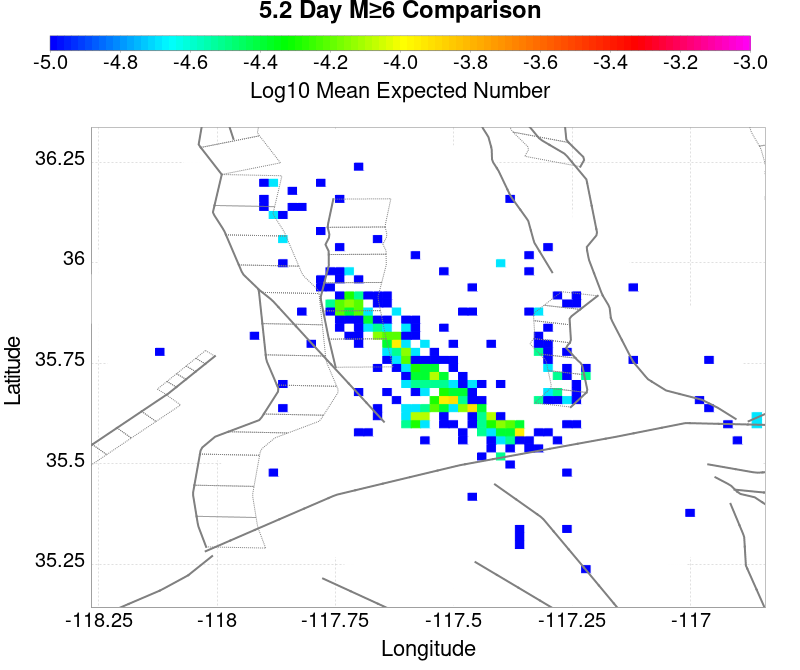 5.2 Day M≥6 Comparison
-5.0 -4.8 -4.6 -4.4 -4.2 -4.0 -3.8 -3.6 -3.4 -3.2 -3.0
Log10 Mean Expected Number
36.25
36
35.75
35.5
35.25
Latitude
-118.25 -118 -117.75 -117.5 -117.25 -117
Longitude